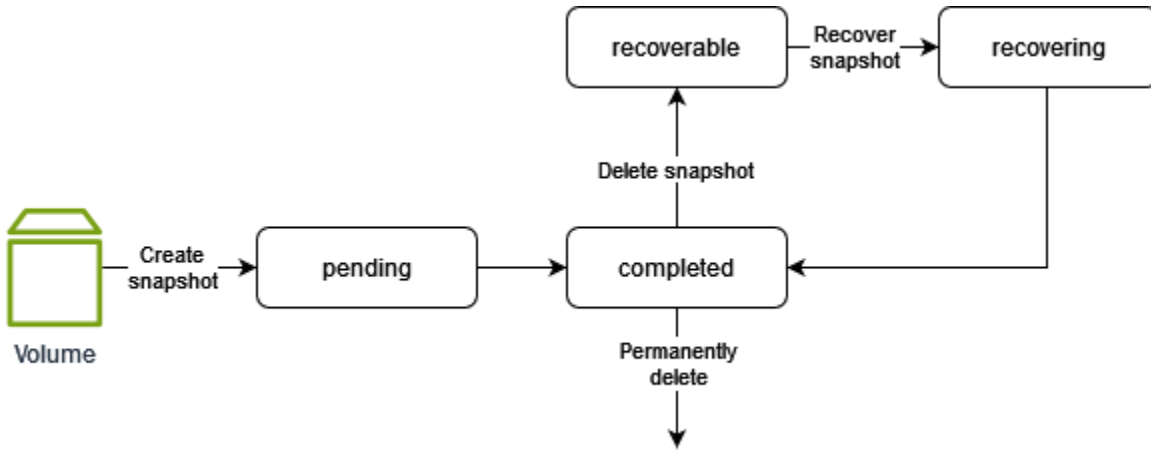 recoverable
Recover
snapshot
recovering
Delete snapshot
Create
snapshot
pending
completed
Volume
Permanently
delete